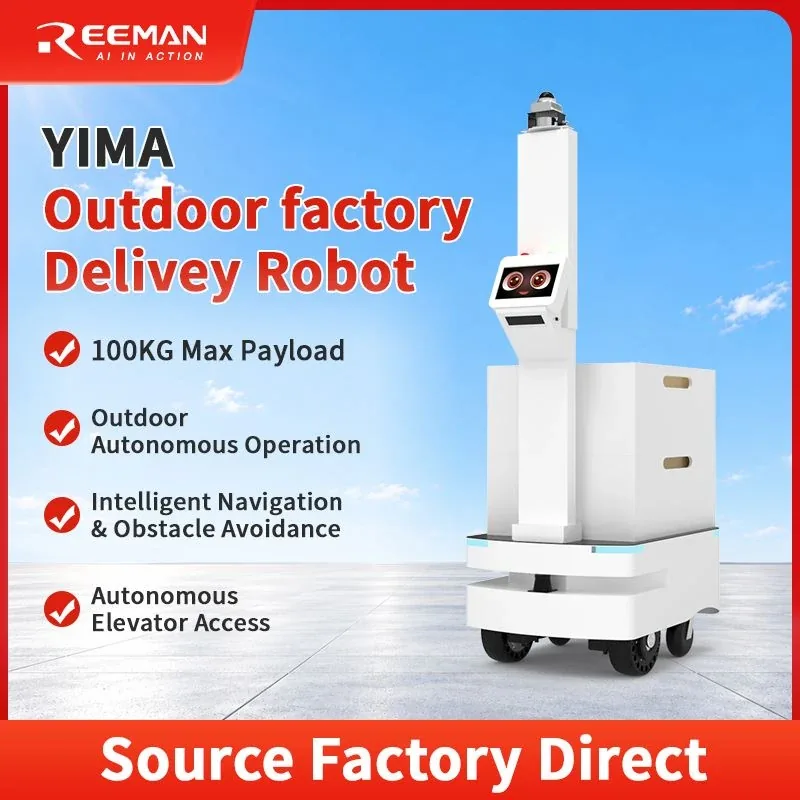 REEMAN
AI IN ACTION
YIMA
Outdoor factory
Delivey Robot
100KG Max Payload
Outdoor
Autonomous Operation
Intelligent Navigation
& Obstacle Avoidance
Autonomous
Elevator Access
Source Factory Direct